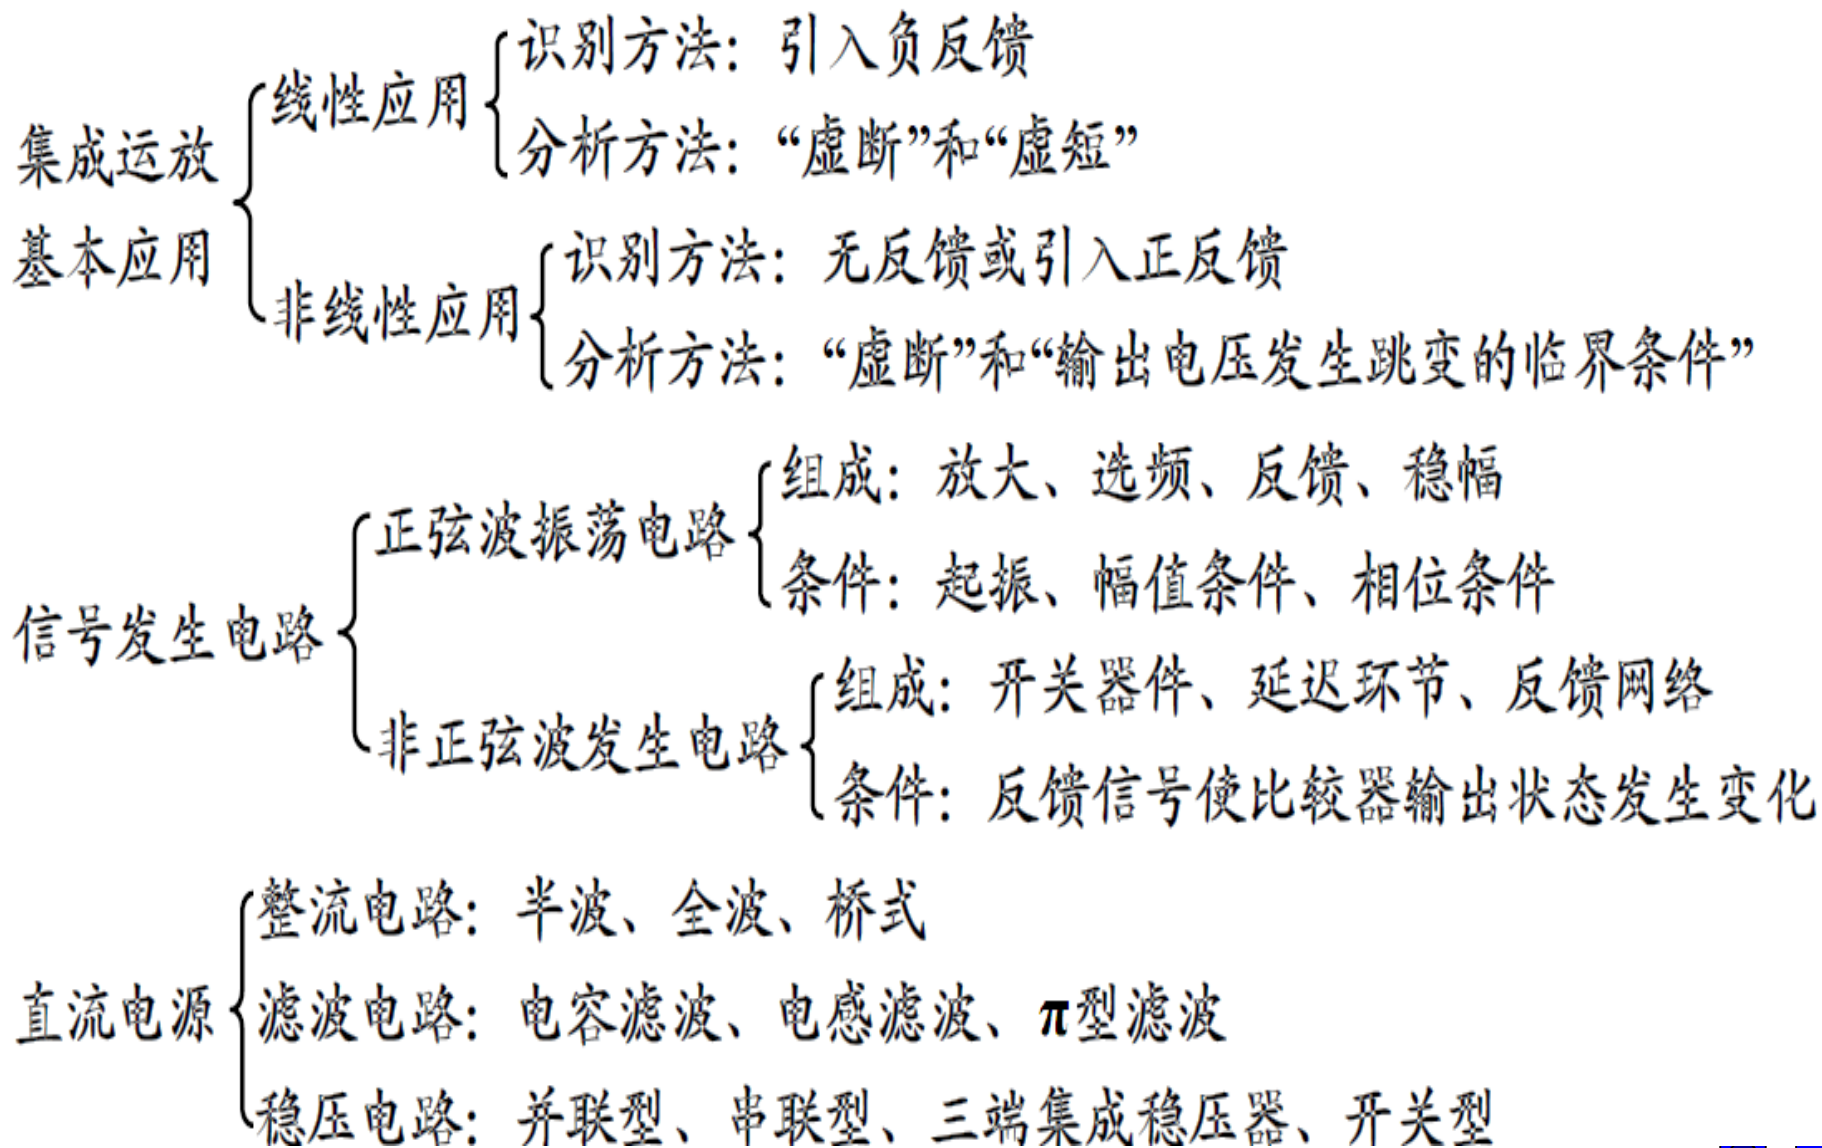 识别方法：引入负反馈
线性应用
分析方法：“虚断”和“虚短”
集成运放
基本应用
识别方法：无反馈或引入正反馈
非线性应用
分析方法：“虚断”和“输出电压发生跳变的临界条件”
组成：放大、选频、反馈、稳幅
正弦波振荡电路
条件：起振、幅值条件、相位条件
信号发生电路
组成：开关器件、延迟环节、反馈网络
非正弦波发生电路
条件：反馈信号使比较器输出状态发生变化
整流电路：半波、全波、桥式
直流电源
滤波电路：电容滤波、电感滤波、π型滤波
稳压电路：并联型、串联型、三端集成稳压器、开关型